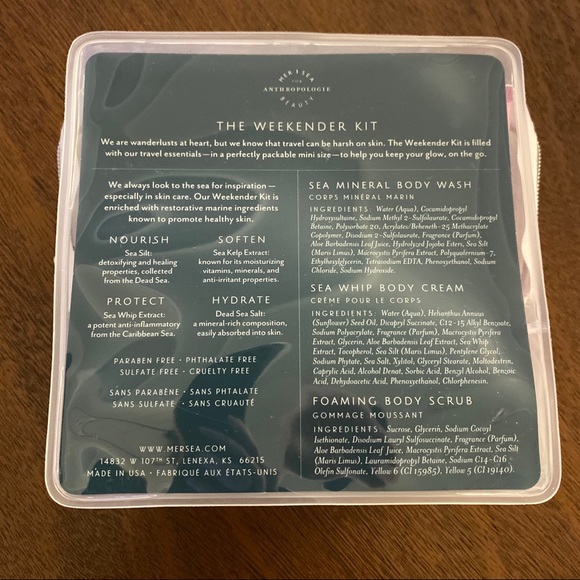 MER SEA
FOR
ANTHROPOLOGIE
BEAUTY
THE WEEKENDER KIT
We are wanderlusts at heart, but we know that travel can be harsh on skin. The Weekender Kit is filled
with our travel essentials—in a perfectly packable mini size—to help you keep your glow, on the go.
We always look to the sea for inspiration —
especially in skin care. Our Weekender Kit is
enriched with restorative marine ingredients
known to promote healthy skin.
NOURISH
Sea Silt:
detoxifying and healing
properties, collected
from the Dead Sea.
SOFTEN
Sea Kelp Extract:
known for its moisturizing
vitamins, minerals, and
anti-irritant properties.
PROTECT
Sea Whip Extract:
a potent anti-inflammatory
from the Caribbean Sea.
HYDRATE
Dead Sea Salt:
a mineral-rich composition,
easily absorbed into skin.
PARABEN FREE • PHTHALATE FREE
SULFATE FREE • CRUELTY FREE
SANS PARABÈNE • SANS PHTALATE
SANS SULFATE • SANS CRUAUTÉ
WWW.MERSEA.COM
14832 W 107TH ST, LENEXA, KS 66215
MADE IN USA • FABRIQUÉ AUX ÉTATS-UNIS
SEA MINERAL BODY WASH
CORPS MINÉRAL MARIN
INGREDIENTS: Water (Aqua), Cocamidopropyl
Hydroxysultaine, Sodium Methyl 2-Sulfolaurate, Cocamidopropyl
Betaine, Polysorbate 20, Acrylates/Beheneth-25 Methacrylate
Copolymer, Disodium 2-Sulfolaurate, Fragrance (Parfum),
Aloe Barbadensis Leaf Juice, Hydrolyzed Jojoba Esters, Sea Silt
(Maris Limus), Macrocystis Pyrifera Extract, Polyquaternium-7,
Ethylhexylglycerin, Tetrasodium EDTA, Phenoxyethanol, Sodium
Chloride, Sodium Hydroxide.
SEA WHIP BODY CREAM
CRÈME POUR LE CORPS
INGREDIENTS: Water (Aqua), Helianthus Annuus
(Sunflower) Seed Oil, Dicapryl Succinate, C12-15 Alkyl Benzoate,
Sodium Polyacrylate, Fragrance (Parfum), Macrocystis Pyrifera
Extract, Glycerin, Aloe Barbadensis Leaf Extract, Sea Whip
Extract, Tocopherol, Sea Salt (Maris Limus), Pentylene Glycol,
Sodium Phytate, Sea Salt, Xylitol, Glyceryl Stearate, Maltodextrin,
Caprylic Acid, Alcohol Denat, Sorbic Acid, Benzyl Alcohol, Benzoic
Acid, Dehydoacetic Acid, Phenoxyethanol, Chlorphenesin.
FOAMING BODY SCRUB
GOMMAGE MOUSSANT
INGREDIENTS: Sucrose, Glycerin, Sodium Cocoyl
Isethionate, Disodium Lauryl Sulfosuccinate, Fragrance (Parfum),
Aloe Barbadensis Leaf Juice, Macrocystis Pyrifera Extract, Sea Silt
(Maris Limus), Lauramidopropyl Betaine, Sodium C14-C16
Olefin Sulfonate, Yellow 6 (CI 15985), Yellow 5 (CI 19140).